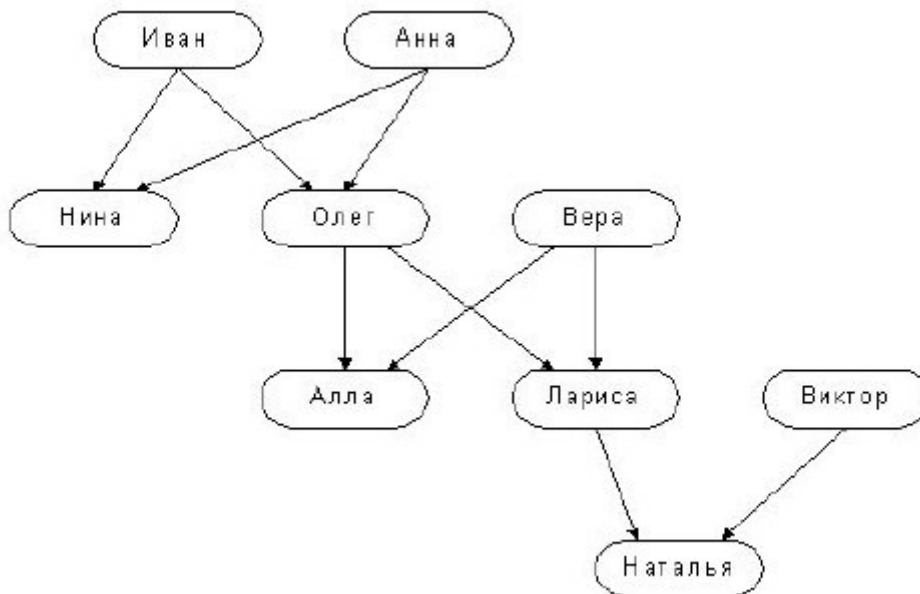 Иван
Анна
Нина
Олег
Вера
Алла
Лариса
Виктор
Наталья